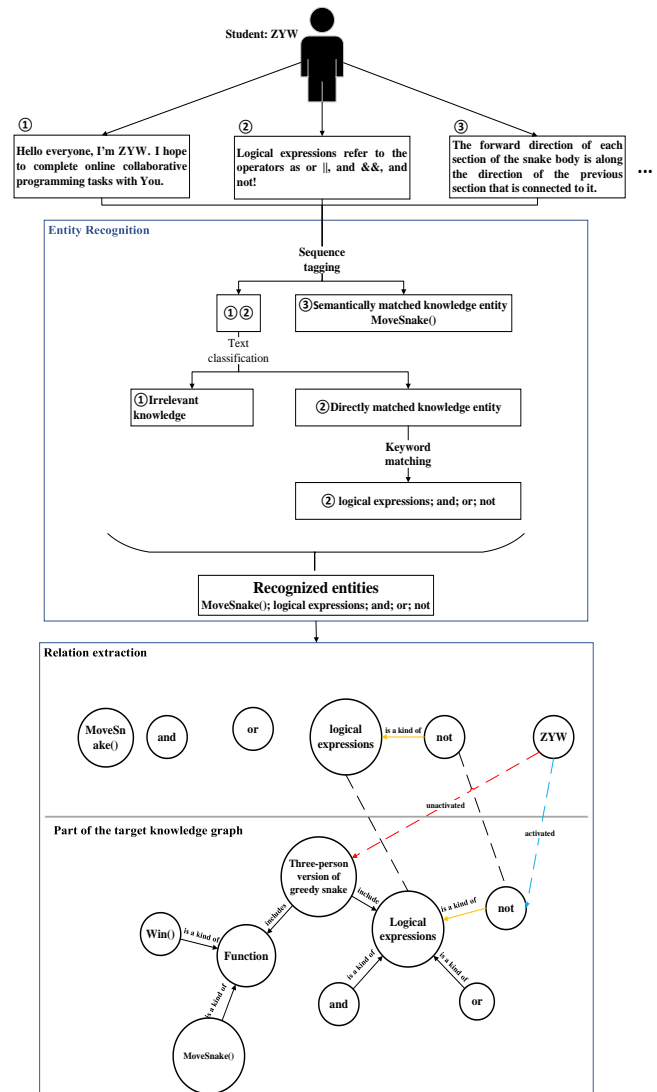 Student: ZYW
①
Hello everyone, I'm ZYW. I hope
to complete online collaborative
programming tasks with You.
②
Logical expressions refer to the
operators as or ||, and &&, and
not!
③
The forward direction of each
section of the snake body is along
the direction of the previous
section that is connected to it.
...
Entity Recognition
Sequence
tagging
①②
③Semantically matched knowledge entity
MoveSnake()
Text
classification
①Irrelevant
knowledge
②Directly matched knowledge entity
Keyword
matching
② logical expressions; and; or; not
Recognized entities
MoveSnake(); logical expressions; and; or; not
Relation extraction
MoveSn
ake()
and
or
logical
expressions
is a kind of
not
ZYW
unactivated
activated
Part of the target knowledge graph
Three-person
version of
greedy snake
includes
include
Win()
is a kind of
Function
Logical
expressions
is a kind of
not
is a kind of
is a kind of
is a kind of
and
or
MoveSnake()